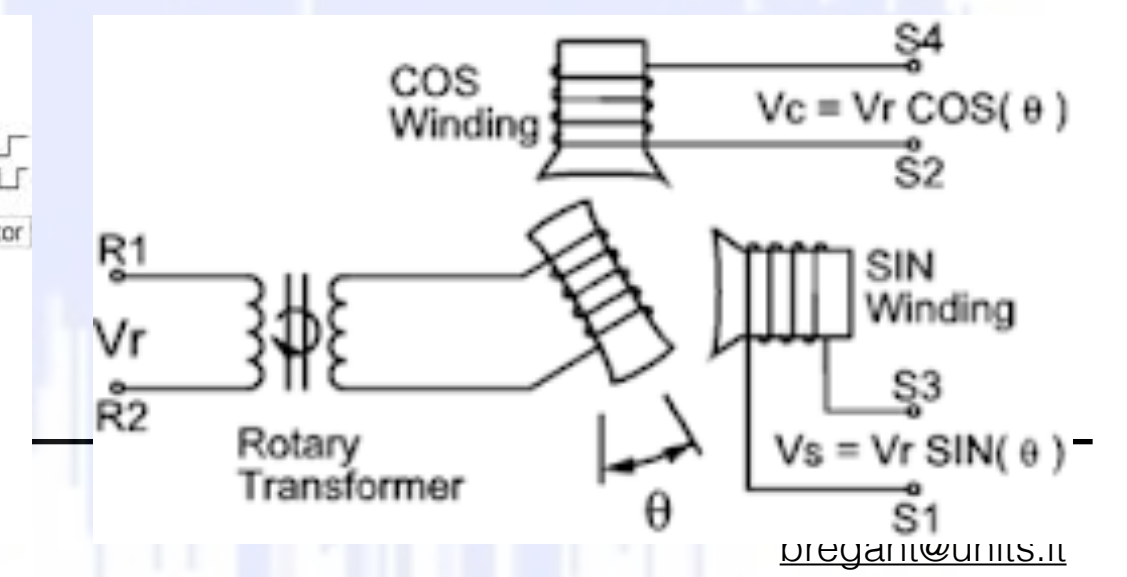 COS
Winding
S4
Vc = Vr COS( θ )
S2
tor
R1
Vr
R2
Rotary
Transformer
SIN
Winding
S3
Vs = Vr SIN( θ )
S1
θ
bregant@units.it